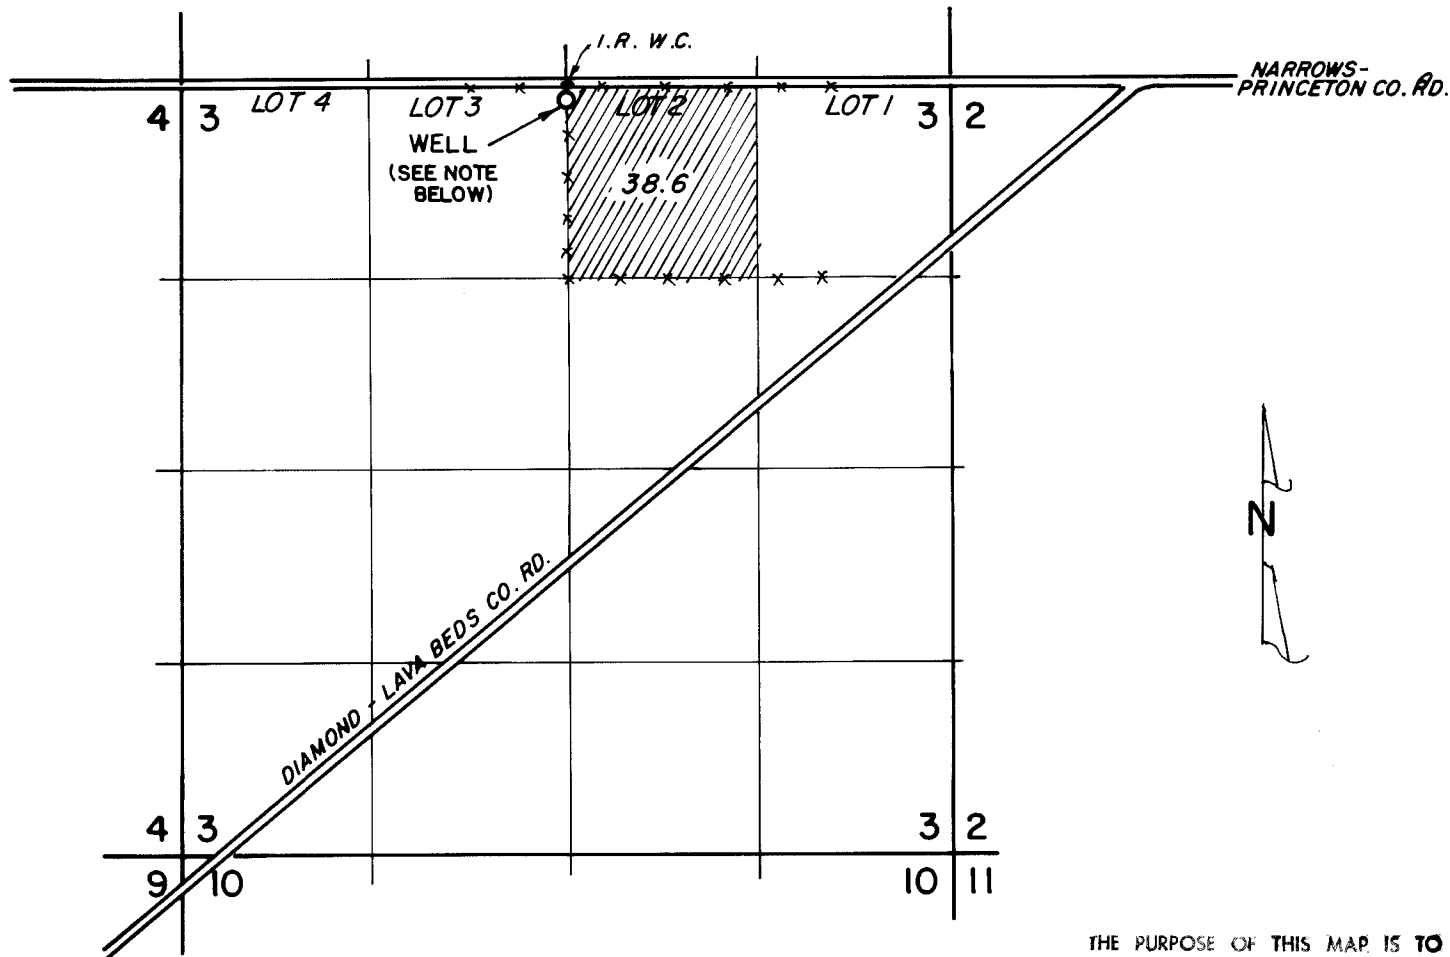 I.R. W.C.
NARROWS-
PRINCETON CO. RD.
LOT 4
LOT 3
LOT 2
LOT 1
4 3
3 2
WELL
(SEE NOTE
BELOW)
38.6
N
DIAMOND - LAVA BEDS CO. RD.
4 3
3 2
9 10
10 11
THE PURPOSE OF THIS MAP IS TO